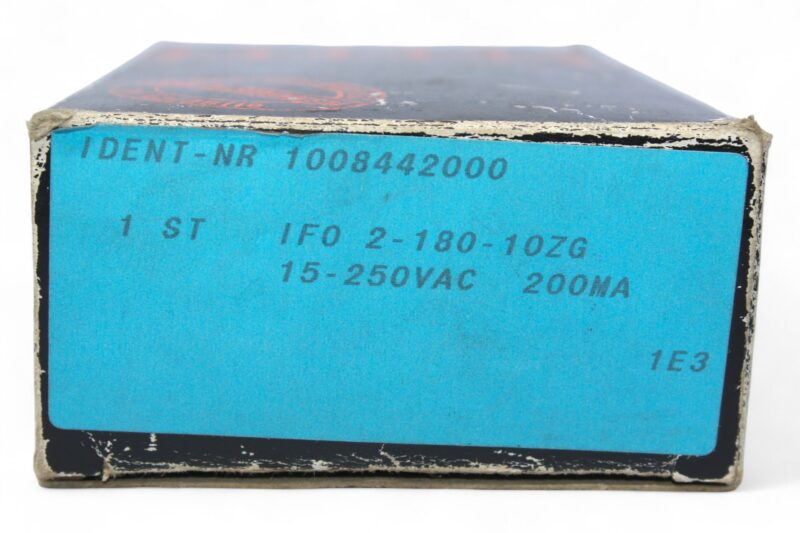 IDENT-NR 1008442000
1 ST IFO 2-180-10ZG
15-250VAC 200MA
1E3